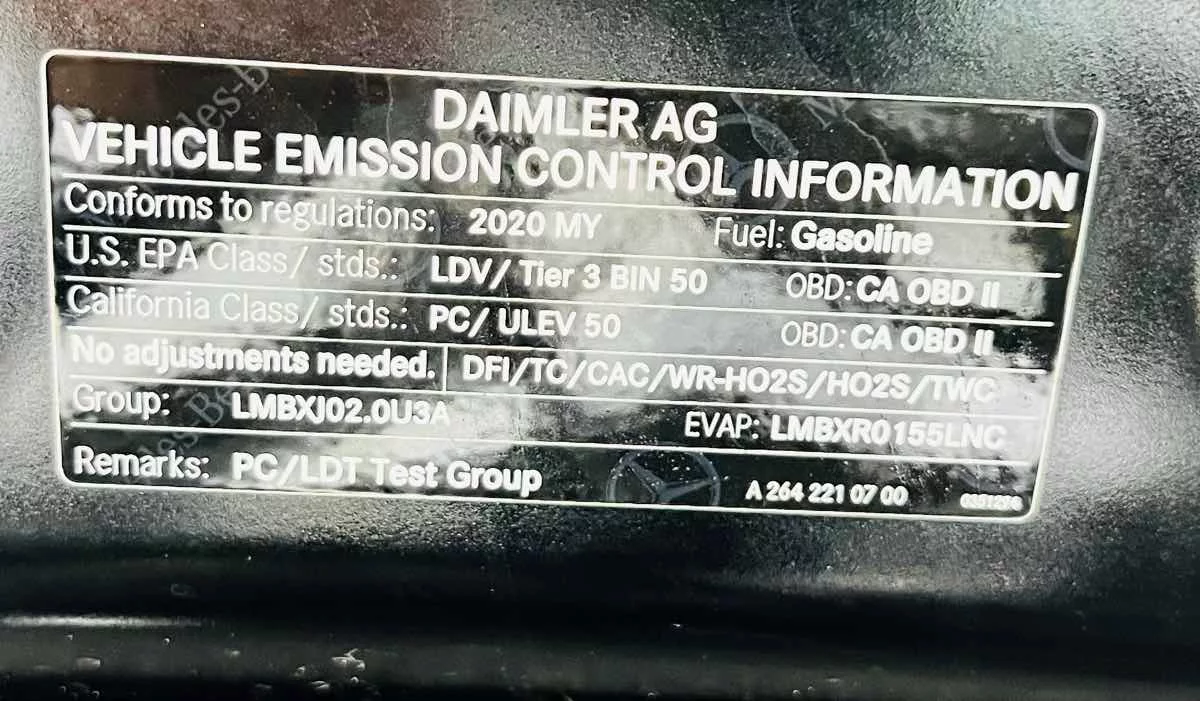 DAIMLER AG
VEHICLE EMISSION CONTROL INFORMATION
Conforms to regulations: 2020 MY Fuel: Gasoline
U.S. EPA Class/ stds.: LDV/ Tier 3 BIN 50 OBD: CA OBD II
California Class/ stds.: PC/ ULEV 50 OBD: CA OBD II
No adjustments needed. DFI/TC/CAC/WR-HO2S/HO2S/TWC
Group: LMBXJ02.0U3A EVAP: LMBXR0155LNC
Remarks: PC/LDT Test Group A 264 221 07 00